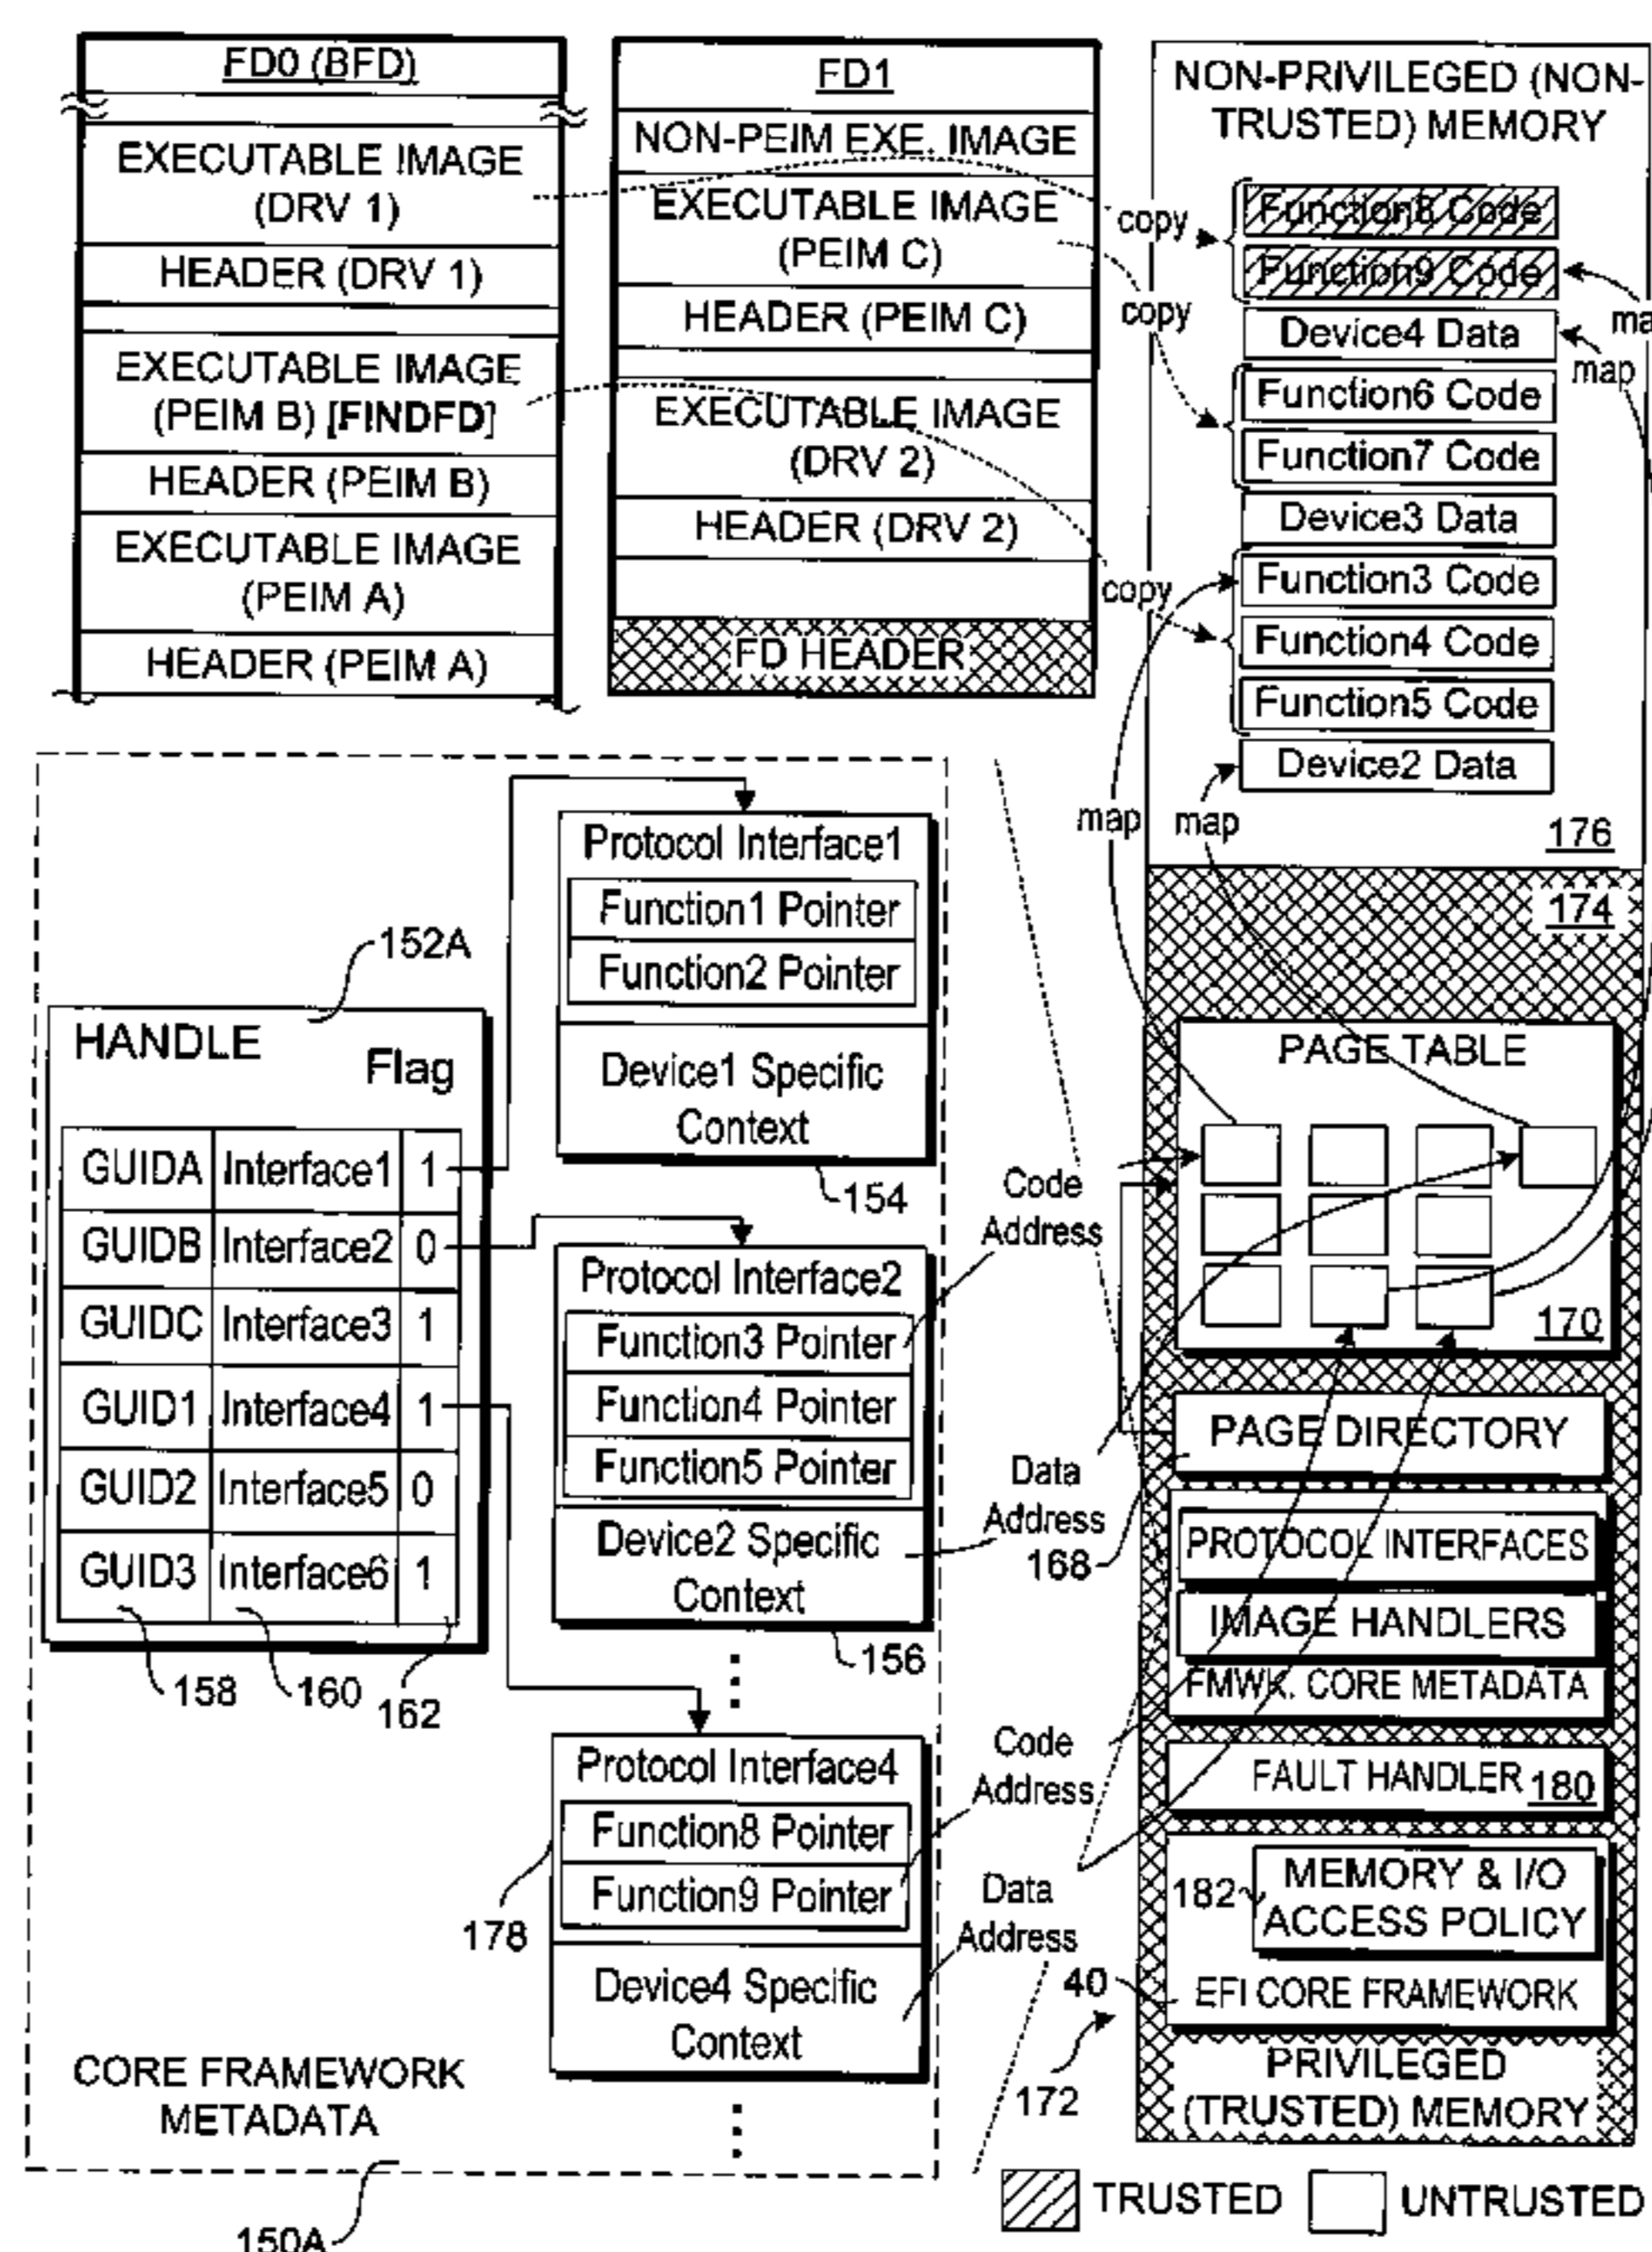 FD0 (BFD)
EXECUTABLE IMAGE
(DRV 1)
HEADER (DRV 1)
EXECUTABLE IMAGE
(PEIM B) [FINDFD]
HEADER (PEIM B)
EXECUTABLE IMAGE
(PEIM A)
HEADER (PEIM A)
FD1
NON-PEIM EXE. IMAGE
EXECUTABLE IMAGE
(PEIM C)
HEADER (PEIM C)
EXECUTABLE IMAGE
(DRV 2)
HEADER (DRV 2)
FD HEADER
copy
copy
copy
NON-PRIVILEGED (NON-
TRUSTED) MEMORY
Function8 Code
Function9 Code
Device4 Data
Function6 Code
Function7 Code
Device3 Data
Function3 Code
Function4 Code
Function5 Code
Device2 Data
ma
map
map
map
176
174
PAGE TABLE
170
PAGE DIRECTORY
168
PROTOCOL INTERFACES
IMAGE HANDLERS
FMWK. CORE METADATA
FAULT HANDLER 180
182
MEMORY & I/O
ACCESS POLICY
40
EFI CORE FRAMEWORK
172
PRIVILEGED
(TRUSTED) MEMORY
152A
HANDLE
Flag
GUIDA Interface1 1
GUIDB Interface2 0
GUIDC Interface3 1
GUID1 Interface4 1
GUID2 Interface5 0
GUID3 Interface6 1
158
160
162
Protocol Interface1
Function1 Pointer
Function2 Pointer
Device1 Specific
Context
154
Protocol Interface2
Function3 Pointer
Function4 Pointer
Function5 Pointer
Device2 Specific
Context
156
Protocol Interface4
Function8 Pointer
Function9 Pointer
178
Device4 Specific
Context
Code
Address
Data
Address
Code
Address
Data
Address
CORE FRAMEWORK
METADATA
150A
TRUSTED
UNTRUSTED